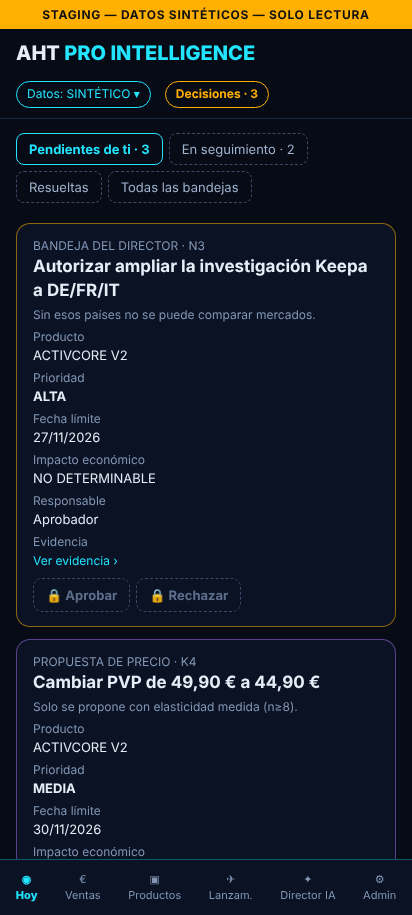 STAGING — DATOS SINTÉTICOS — SOLO LECTURA
AHT PRO INTELLIGENCE
Datos: SINTÉTICO ▾
Decisiones · 3
Pendientes de ti · 3
En seguimiento · 2
Resueltas
Todas las bandejas
BANDEJA DEL DIRECTOR · N3
Autorizar ampliar la investigación Keepa
a DE/FR/IT
Sin esos países no se puede comparar mercados.
Producto
ACTIVCORE V2
Prioridad
ALTA
Fecha límite
27/11/2026
Impacto económico
NO DETERMINABLE
Responsable
Aprobador
Evidencia
Ver evidencia ›
🔒 Aprobar
🔒 Rechazar
PROPUESTA DE PRECIO · K4
Cambiar PVP de 49,90 € a 44,90 €
Solo se propone con elasticidad medida (n≥8).
Producto
ACTIVCORE V2
Prioridad
MEDIA
Fecha límite
30/11/2026
Impacto económico
Hoy
€
Ventas
Productos
Lanzam.
Director IA
Admin